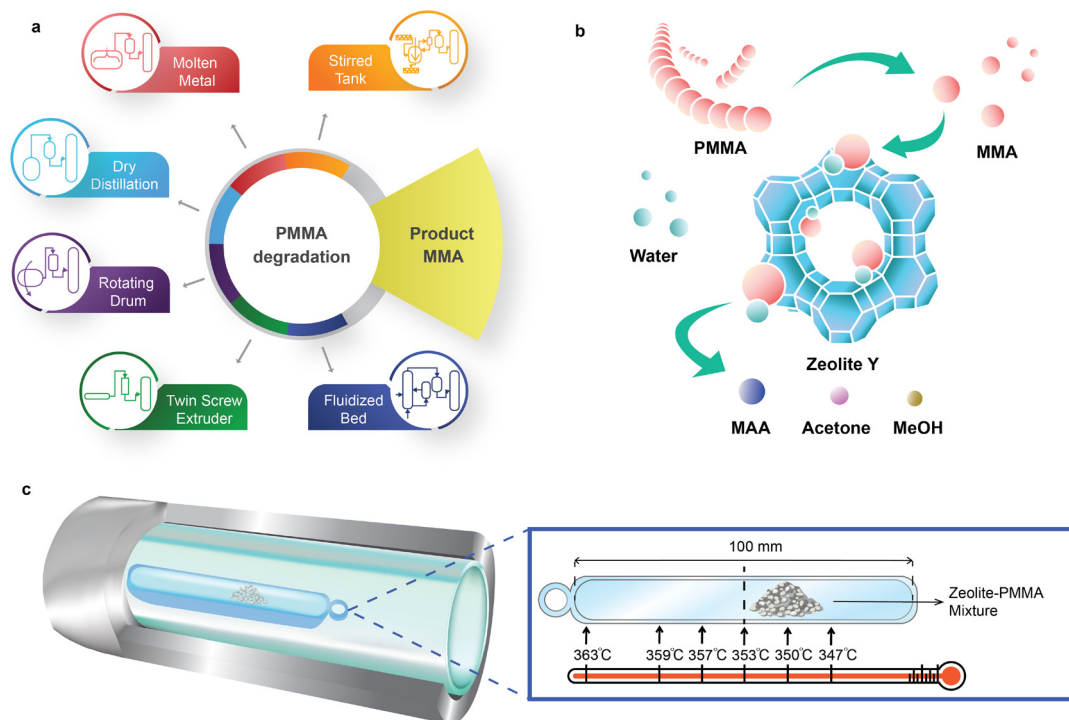 a
Molten
Metal
Stirred
Tank
Dry
Distillation
PMMA
degradation
Product
MMA
Rotating
Drum
Twin Screw
Extruder
Fluidized
Bed
b
PMMA
MMA
Water
Zeolite Y
MAA
Acetone
MeOH
c
100 mm
Zeolite-PMMA
Mixture
363℃
359℃
357℃
353℃
350℃
347℃